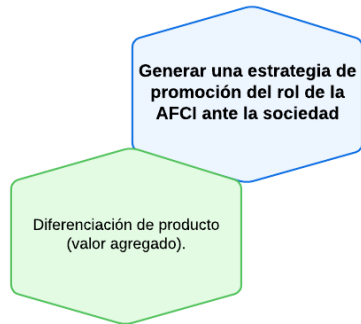 Generar una estrategia de
promoción del rol de la
AFCI ante la sociedad
Diferenciación de producto
(valor agregado).